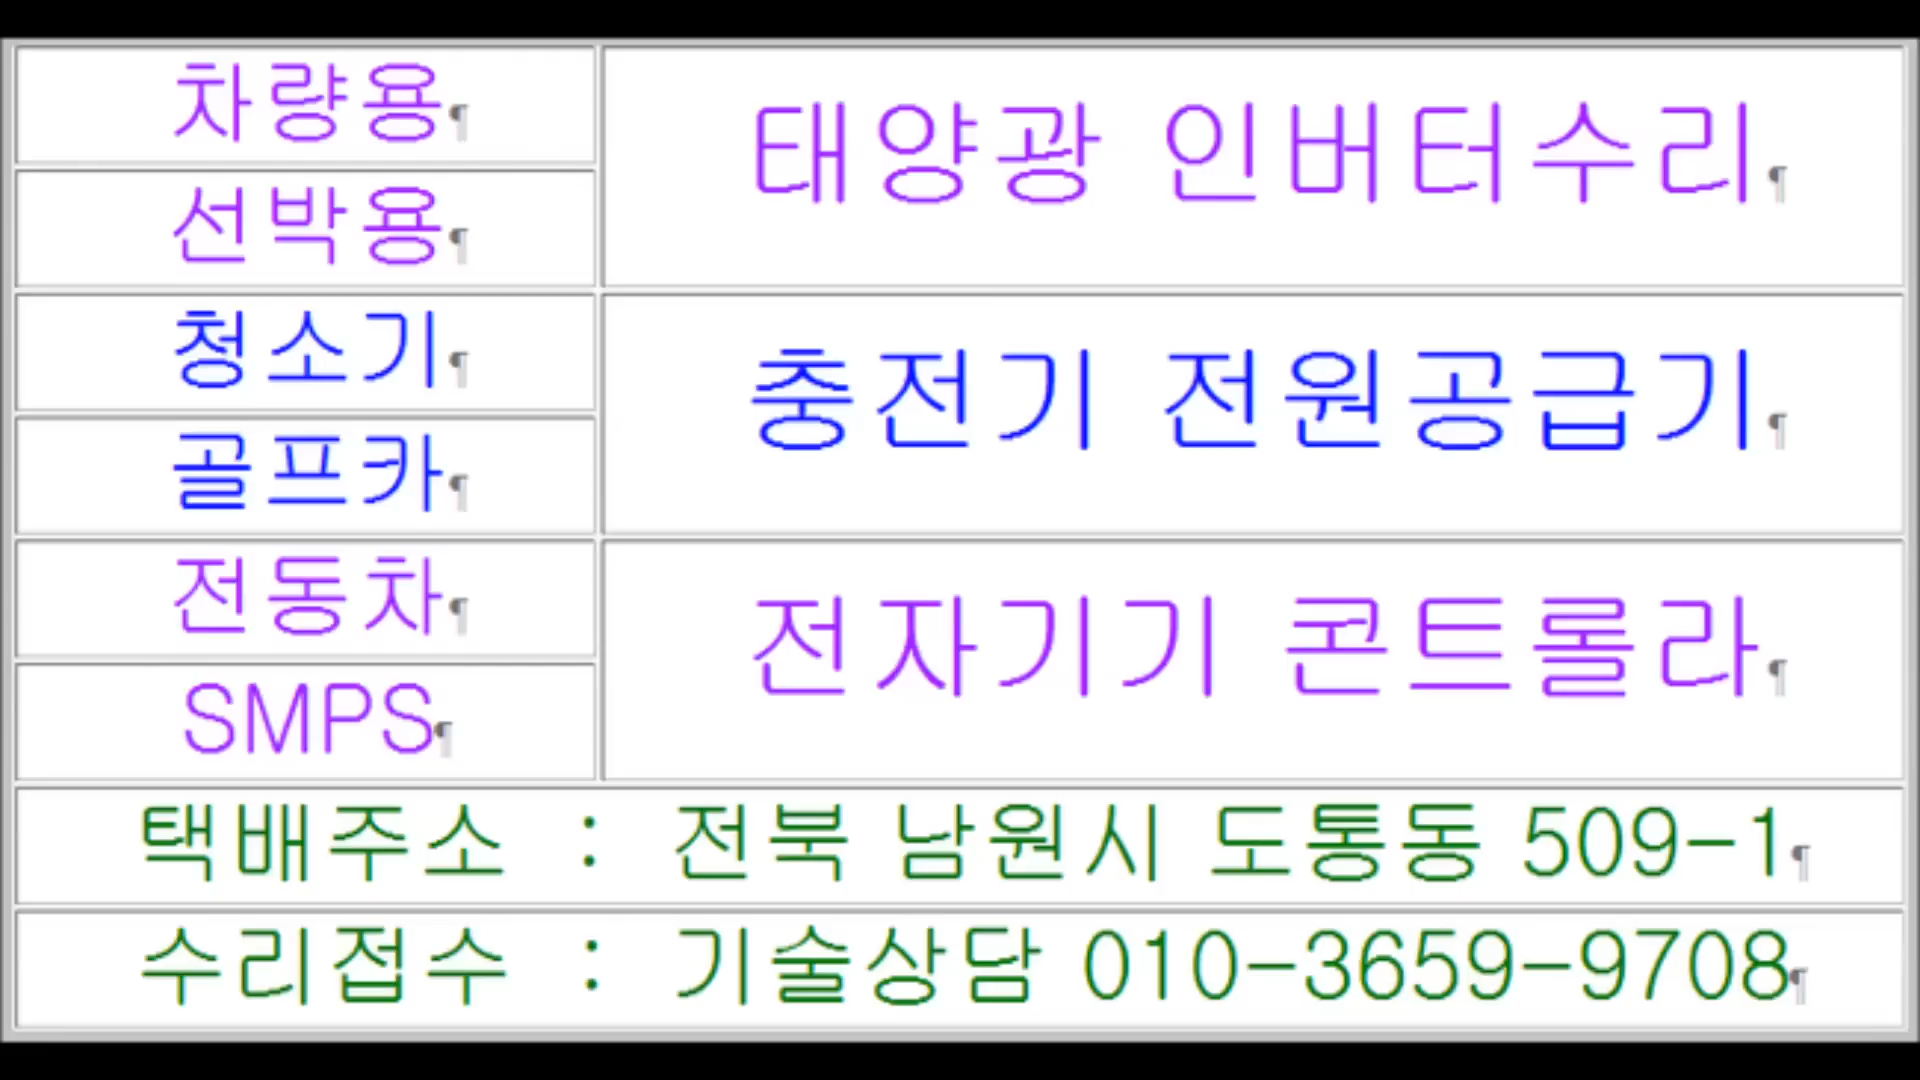 차량용
태양광 인버터수리
선박용
청소기
충전기 전원공급기
골프카
전동차
전자기기 콘트롤라
SMPS
택배주소 : 전북 남원시 도통동 509-1
수리접수 : 기술상담 010-3659-9708